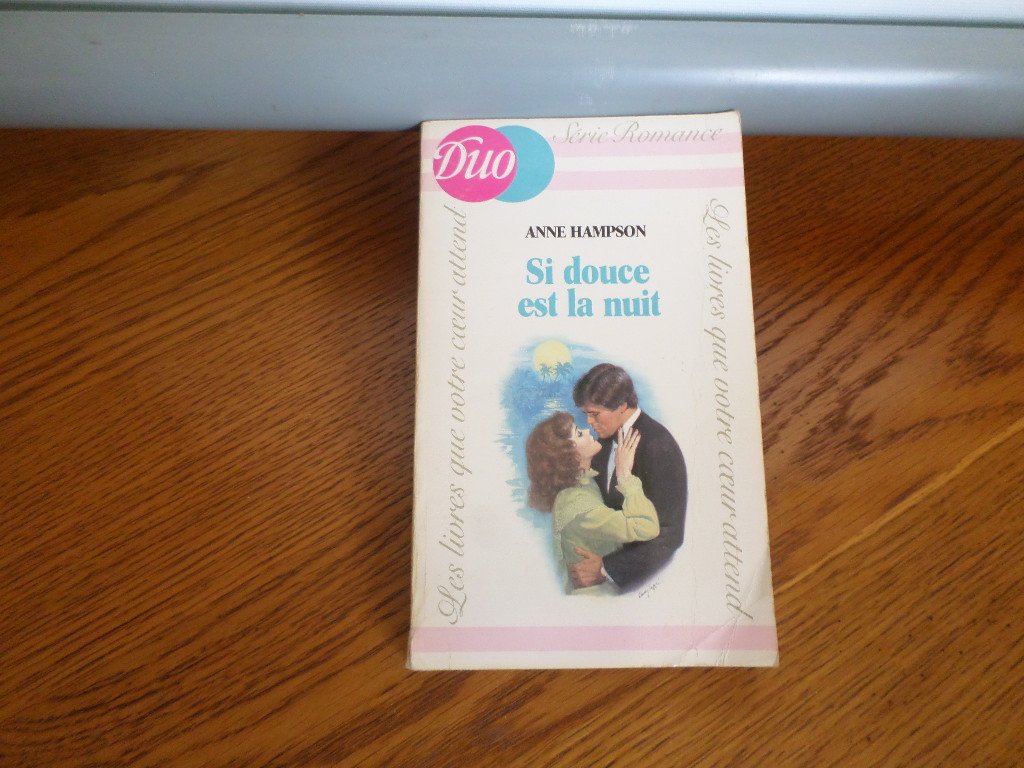 Duo
Série Romance
ANNE HAMPSON
Si douce
est la nuit
Les livres que votre cœur attend
Les livres que votre cœur attend